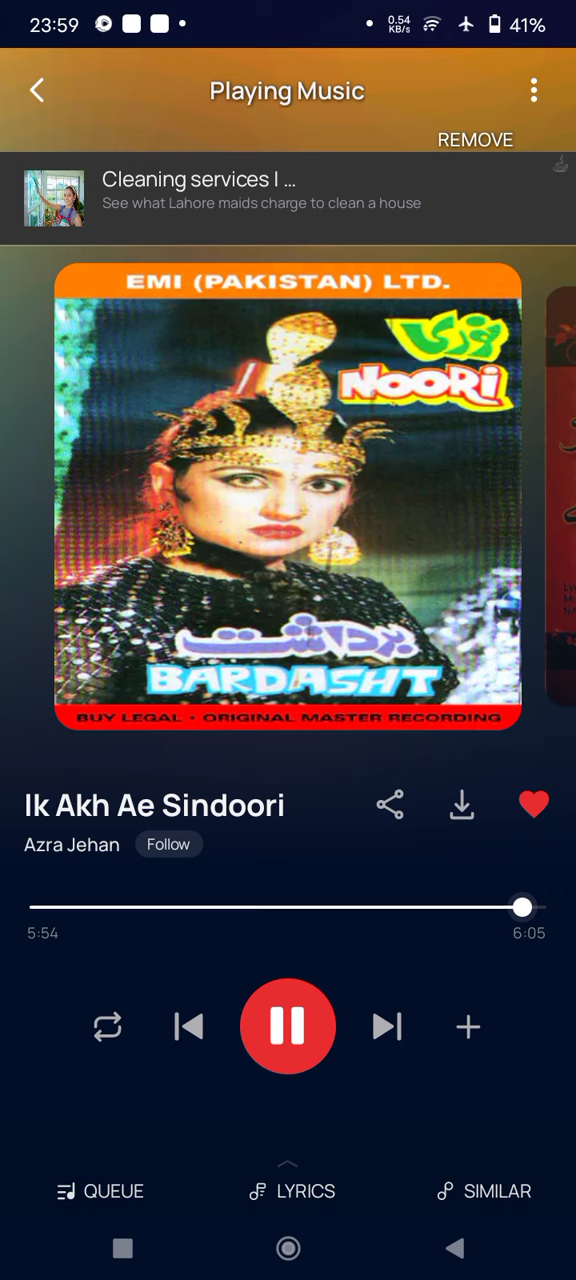 23:59
0.54
KB/s
41%
Playing Music
REMOVE
Cleaning services I ...
See what Lahore maids charge to clean a house
EMI (PAKISTAN) LTD.
نوری
NOORi
برداشت
BARDASHT
BUY LEGAL · ORIGINAL MASTER RECORDING
Ik Akh Ae Sindoori
Azra Jehan
Follow
5:54
6:05
QUEUE
LYRICS
SIMILAR